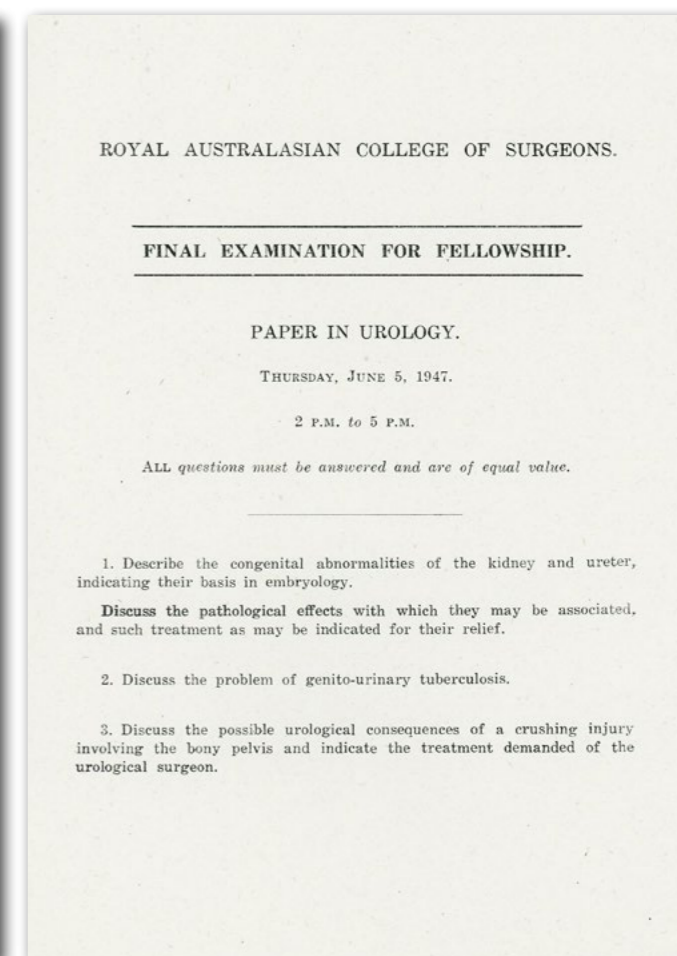 ROYAL AUSTRALASIAN COLLEGE OF SURGEONS.
FINAL EXAMINATION FOR FELLOWSHIP.
PAPER IN UROLOGY.
THURSDAY, JUNE 5, 1947.
2 P.M. to 5 P.M.
ALL questions must be answered and are of equal value.
1. Describe the congenital abnormalities of the kidney and ureter,
indicating their basis in embryology.
Discuss the pathological effects with which they may be associated,
and such treatment as may be indicated for their relief.
2. Discuss the problem of genito-urinary tuberculosis.
3. Discuss the possible urological consequences of a crushing injury
involving the bony pelvis and indicate the treatment demanded of the
urological surgeon.